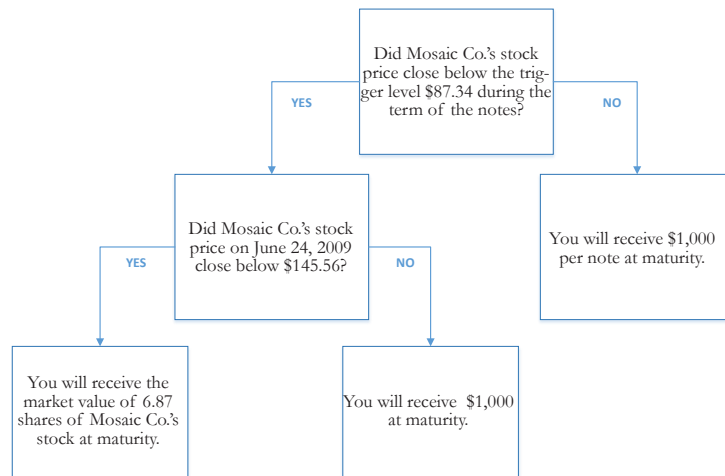 Did Mosaic Co.'s stock
price close below the trig-
ger level $87.34 during the
term of the notes?
YES
NO
Did Mosaic Co.'s stock
price on June 24, 2009
close below $145.56?
You will receive $1,000
per note at maturity.
YES
NO
You will receive the
market value of 6.87
shares of Mosaic Co.'s
stock at maturity.
You will receive $1,000
at maturity.